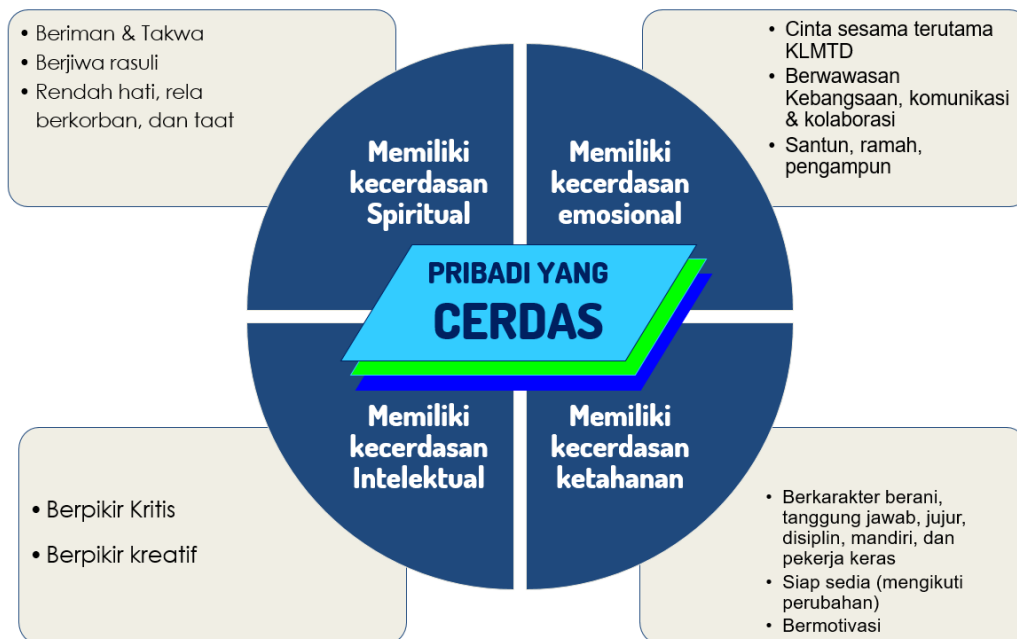 • Beriman & Takwa
• Berjiwa rasuli
• Rendah hati, rela
berkorban, dan taat
• Cinta sesama terutama
KLMTD
• Berwawasan
Kebangsaan, komunikasi
& kolaborasi
• Santun, ramah,
pengampun
Memiliki
kecerdasan
Spiritual
Memiliki
kecerdasan
emosional
PRIBADI YANG
CERDAS
Memiliki
kecerdasan
Intelektual
Memiliki
kecerdasan
ketahanan
• Berpikir Kritis
• Berpikir kreatif
• Berkarakter berani,
tanggung jawab, jujur,
disiplin, mandiri, dan
pekerja keras
• Siap sedia (mengikuti
perubahan)
• Bermotivasi